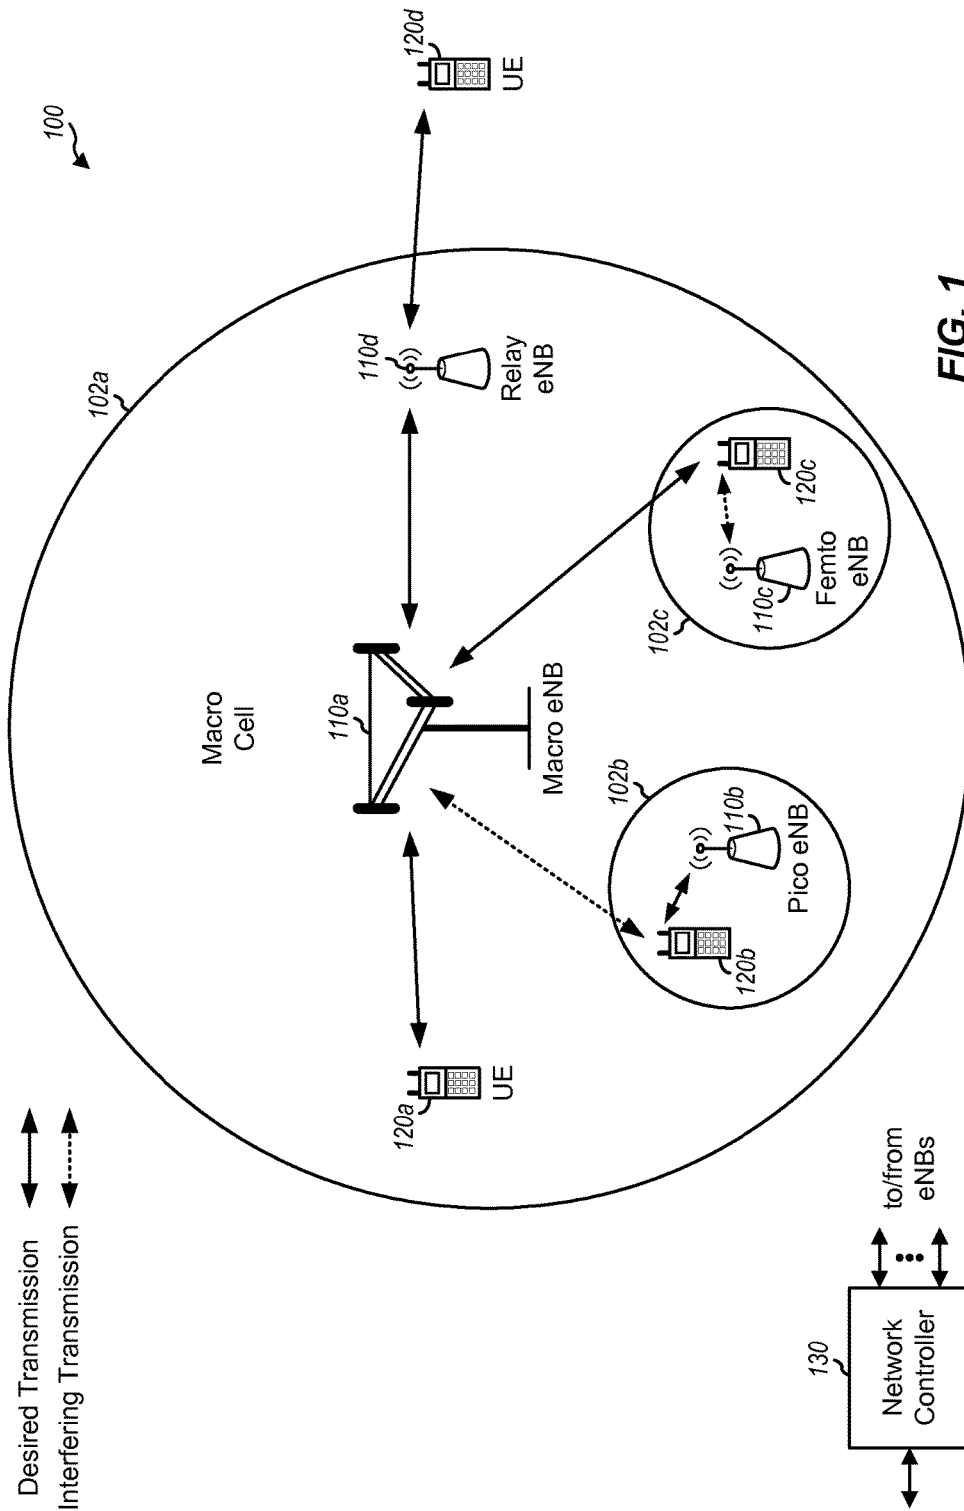 Desired Transmission
Interfering Transmission
100
102a
Macro
Cell
110a
Macro eNB
120a
UE
110d
Relay
eNB
120d
UE
102b
110b
Pico eNB
120b
102c
110c
Femto
eNB
120c
130
Network
Controller
to/from
eNBs
FIG. 1